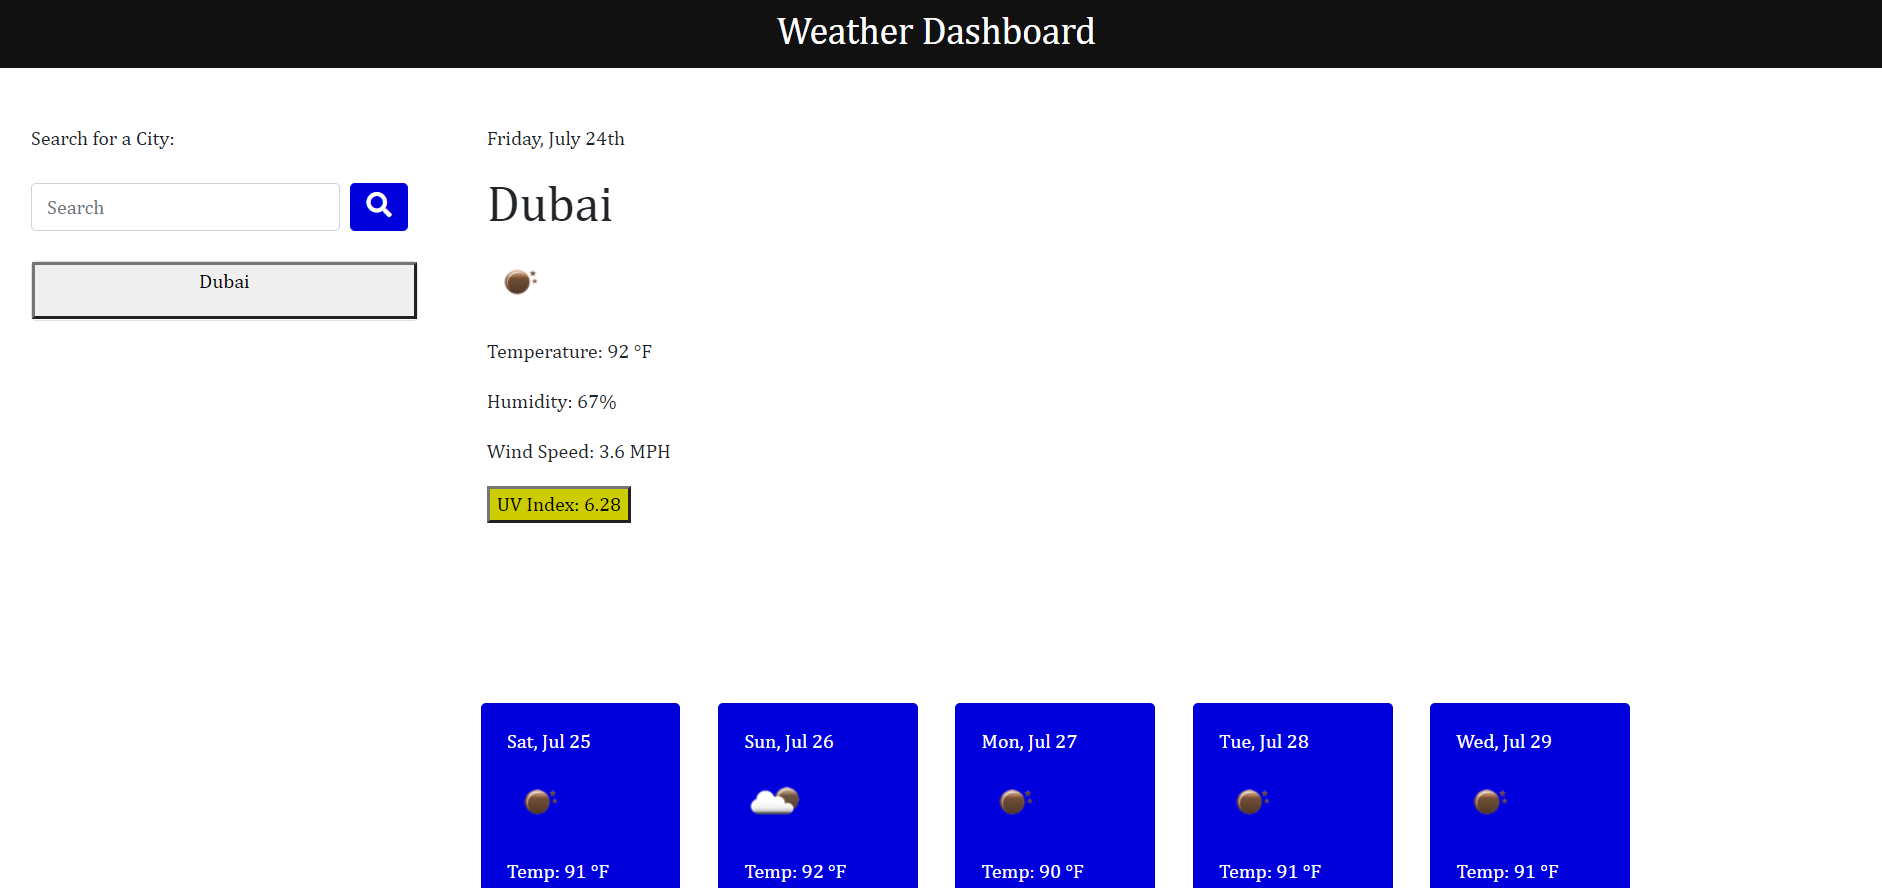 Weather Dashboard
Search for a City:
Search
Dubai
Friday, July 24th
Dubai
Temperature: 92 °F
Humidity: 67%
Wind Speed: 3.6 MPH
UV Index: 6.28
Sat, Jul 25
Temp: 91 °F
Sun, Jul 26
Temp: 92 °F
Mon, Jul 27
Temp: 90 °F
Tue, Jul 28
Temp: 91 °F
Wed, Jul 29
Temp: 91 °F